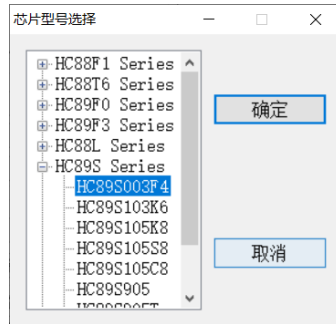 芯片型号选择
HC88F1 Series
HC88T6 Series
HC89F0 Series
HC89F3 Series
HC88L Series
HC89S Series
HC89S003F4
HC89S103K6
HC89S105K8
HC89S105S8
HC89S105C8
HC89S905
确定
取消